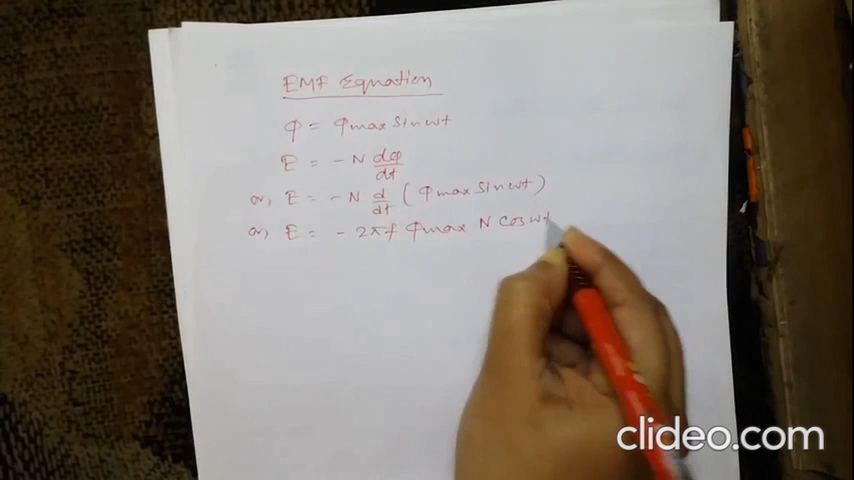 EMF Equation
φ = φmax sin ωt
E = - N dφ/dt
or, E = - N d/dt ( φmax sin ωt )
or, E = - 2πf φmax N cos ωt
clideo.com